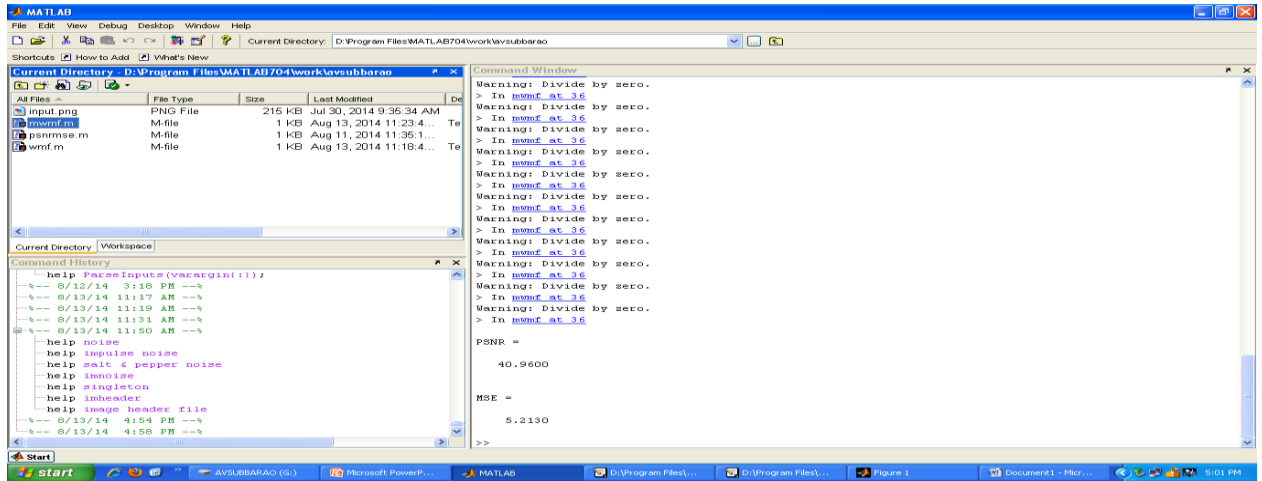 MATLAB
File Edit View Debug Desktop Window Help
Current Directory: D:\Program Files\MATLAB704\work\avsubbarao
Shortcuts How to Add What's New
Current Directory - D:\Program Files\MATLAB704\work\avsubbarao
All Files File Type Size Last Modified De
input.png PNG File 215 KB Jul 30, 2014 9:35:34 AM
mwmf.m M-file 1 KB Aug 13, 2014 11:23:4... Te
psnrmse.m M-file 1 KB Aug 11, 2014 11:35:1...
wmf.m M-file 1 KB Aug 13, 2014 11:18:4... Te
Current Directory Workspace
Command History
help ParseInputs(varargin(:));
%-- 8/12/14 3:18 PM --%
%-- 8/13/14 11:17 AM --%
%-- 8/13/14 11:19 AM --%
%-- 8/13/14 11:31 AM --%
%-- 8/13/14 11:50 AM --%
help noise
help impulse noise
help salt & pepper noise
help imnoise
help singleton
help imheader
help image header file
%-- 8/13/14 4:54 PM --%
%-- 8/13/14 4:58 PM --%
Command Window
Warning: Divide by zero.
> In mwmf at 36
Warning: Divide by zero.
> In mwmf at 36
Warning: Divide by zero.
> In mwmf at 36
Warning: Divide by zero.
> In mwmf at 36
Warning: Divide by zero.
> In mwmf at 36
Warning: Divide by zero.
> In mwmf at 36
Warning: Divide by zero.
> In mwmf at 36
Warning: Divide by zero.
> In mwmf at 36
Warning: Divide by zero.
> In mwmf at 36
Warning: Divide by zero.
> In mwmf at 36
Warning: Divide by zero.
> In mwmf at 36
PSNR =
40.9600
MSE =
5.2130
>>
Start
start AVSUBBARAO (G:) Microsoft PowerP... MATLAB D:\Program Files\... D:\Program Files\... Figure 1 Document1 - Micr... 5:01 PM